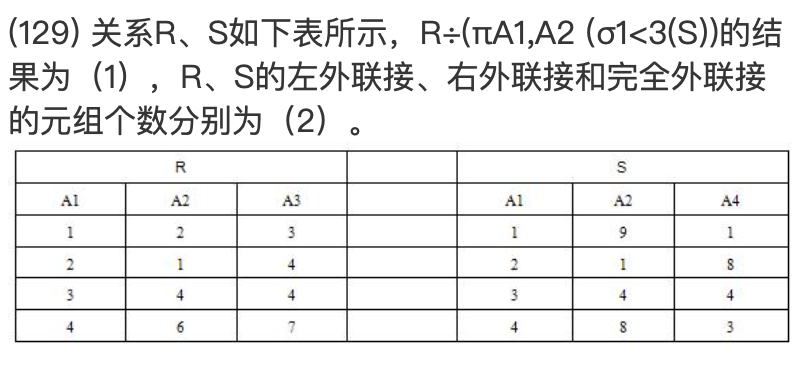 (129) 关系R、S如下表所示，R÷(πA1,A2 (σ1<3(S))的结
果为（1），R、S的左外联接、右外联接和完全外联接
的元组个数分别为（2）。
R S
A1 A2 A3 A1 A2 A4
1 2 3 1 9 1
2 1 4 2 1 8
3 4 4 3 4 4
4 6 7 4 8 3